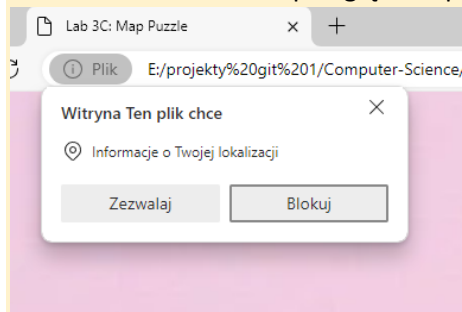 Lab 3C: Map Puzzle
Plik E:/projekty%20git%201/Computer-Science/
Witryna Ten plik chce
Informacje o Twojej lokalizacji
Zezwalaj Blokuj